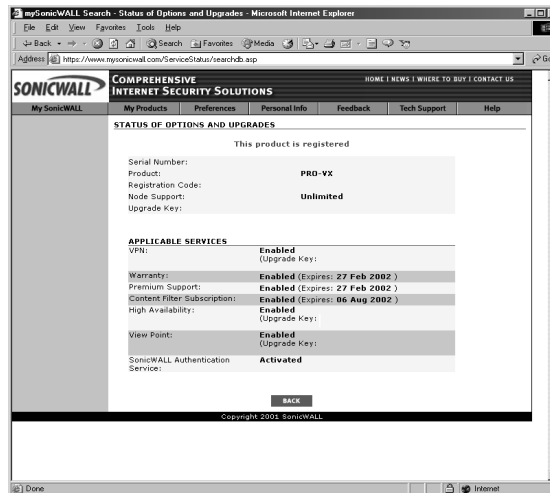 mySonicWALL Search - Status of Options and Upgrades - Microsoft Internet Explorer
File Edit View Favorites Tools Help
Back Search Favorites Media
Address https://www.mysonicwall.com/ServiceStatus/searchdb.asp Go
SONICWALL
COMPREHENSIVE
INTERNET SECURITY SOLUTIONS
HOME | NEWS | WHERE TO BUY | CONTACT US
My SonicWALL My Products Preferences Personal Info Feedback Tech Support Help
STATUS OF OPTIONS AND UPGRADES
This product is registered
Serial Number:
Product: PRO-VX
Registration Code:
Node Support: Unlimited
Upgrade Key:
APPLICABLE SERVICES
VPN: Enabled
(Upgrade Key:
Warranty: Enabled (Expires: 27 Feb 2002 )
Premium Support: Enabled (Expires: 27 Feb 2002 )
Content Filter Subscription: Enabled (Expires: 06 Aug 2002 )
High Availability: Enabled
(Upgrade Key:
View Point: Enabled
(Upgrade Key:
SonicWALL Authentication Activated
Service:
BACK
Copyright 2001 SonicWALL
Done Internet